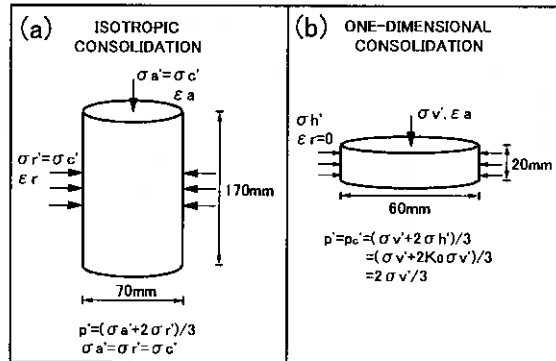 (a) ISOTROPIC
CONSOLIDATION
σa'=σc'
εa
σr'=σc'
εr
170mm
70mm
p'=(σa'+2σr')/3
σa'=σr'=σc'
(b) ONE-DIMENSIONAL
CONSOLIDATION
σv', εa
σh'
εr=0
20mm
60mm
p'=pc'=(σv'+2σh')/3
=(σv'+2K0σv')/3
=2σv'/3